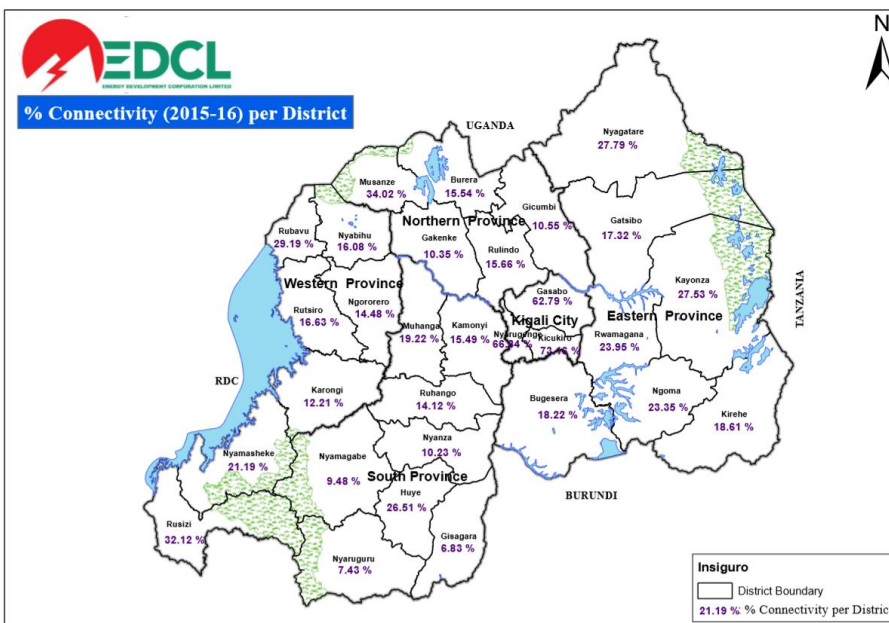 EDCL
ENERGY DEVELOPMENT CORPORATION LIMITED
% Connectivity (2015-16) per District
N
UGANDA
Nyagatare
27.79 %
Musanze
34.02 %
Burera
15.54 %
Gicumbi
10.55 %
Gatsibo
17.32 %
Northern Province
Rubavu
29.19 %
Nyabihu
16.08 %
Gakenke
10.35 %
Rulindo
15.66 %
Kayonza
27.53 %
Western Province
Gasabo
62.79 %
Ngororero
14.48 %
Rutsiro
16.63 %
Muhanga
19.22 %
Kamonyi
15.49 %
Kigali City
Eastern Province
TANZANIA
Nyarugenge
Kicukiro
Rwamagana
23.95 %
RDC
Karongi
12.21 %
Ruhango
14.12 %
Bugesera
18.22 %
Ngoma
23.35 %
Kirehe
18.61 %
Nyanza
10.23 %
Nyamasheke
21.19 %
Nyamagabe
9.48 %
South Province
Huye
26.51 %
BURUNDI
Rusizi
32.12 %
Gisagara
6.83 %
Nyaruguru
7.43 %
Insiguro
District Boundary
21.19 % % Connectivity per District